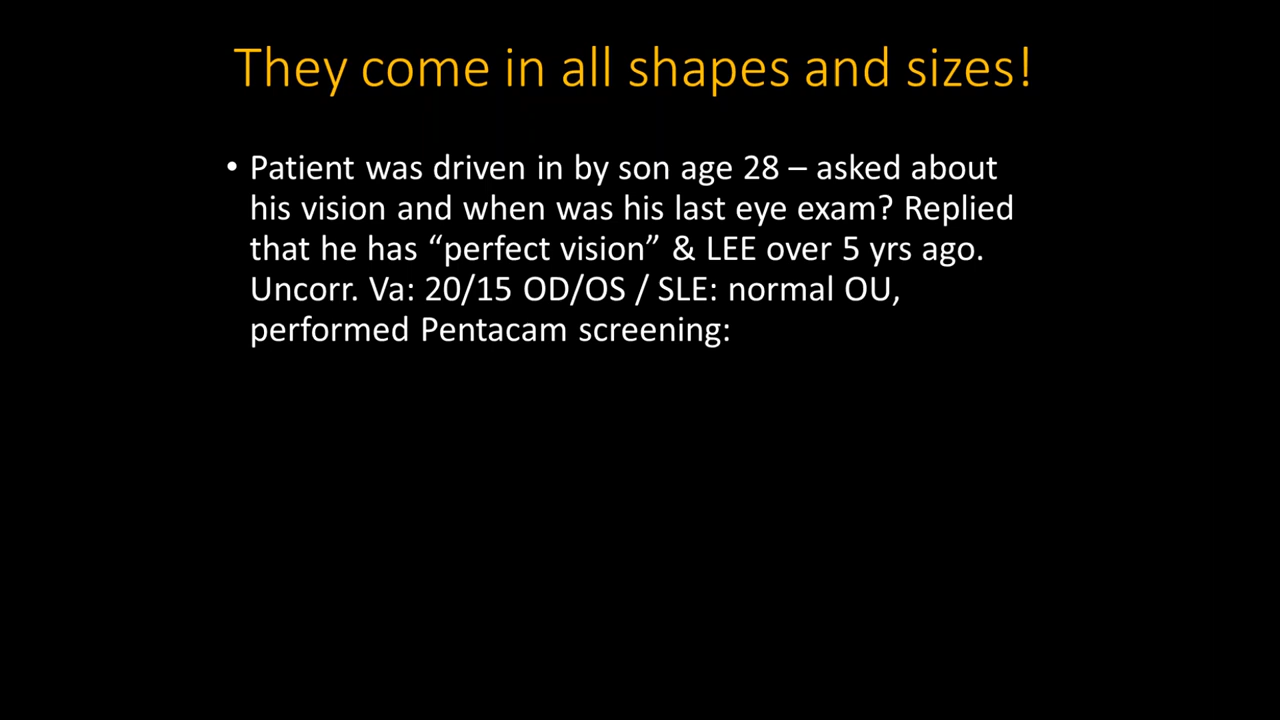 They come in all shapes and sizes!
• Patient was driven in by son age 28 – asked about
his vision and when was his last eye exam? Replied
that he has “perfect vision” & LEE over 5 yrs ago.
Uncorr. Va: 20/15 OD/OS / SLE: normal OU,
performed Pentacam screening: